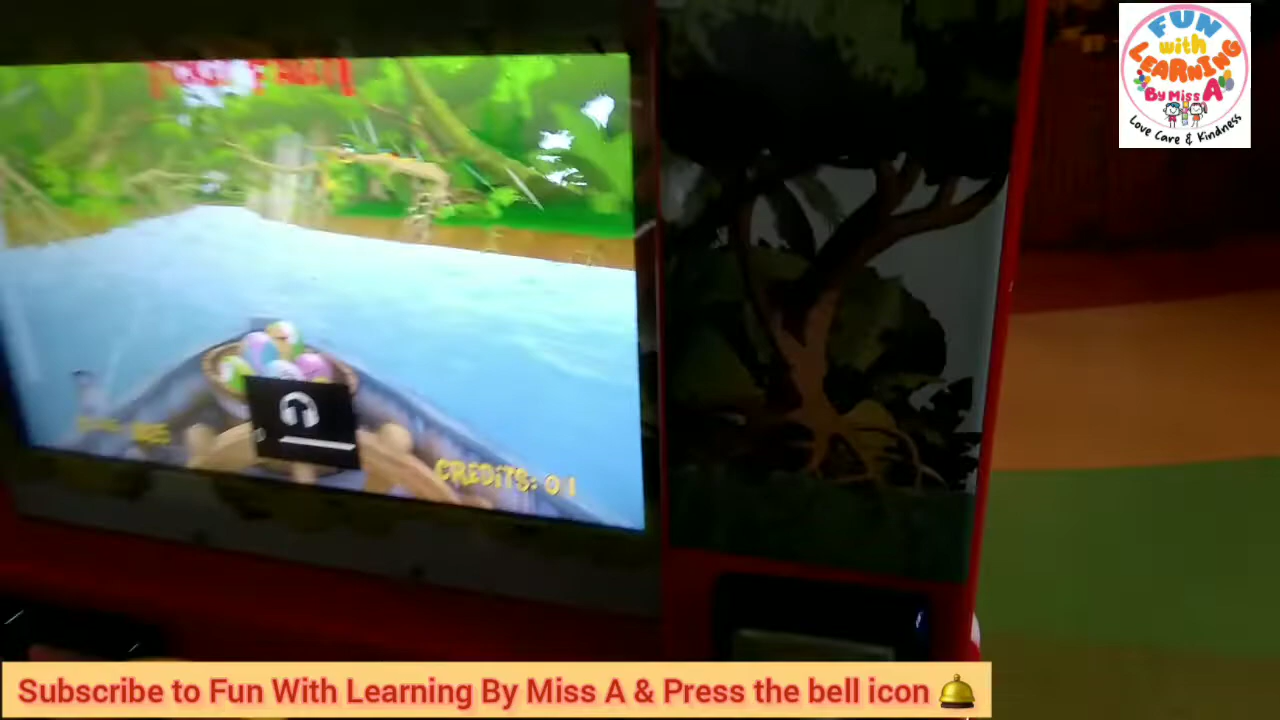 FUN
with
LEARNING
By Miss A
Love Care & Kindness
CREDITS: 01
Subscribe to Fun With Learning By Miss A & Press the bell icon